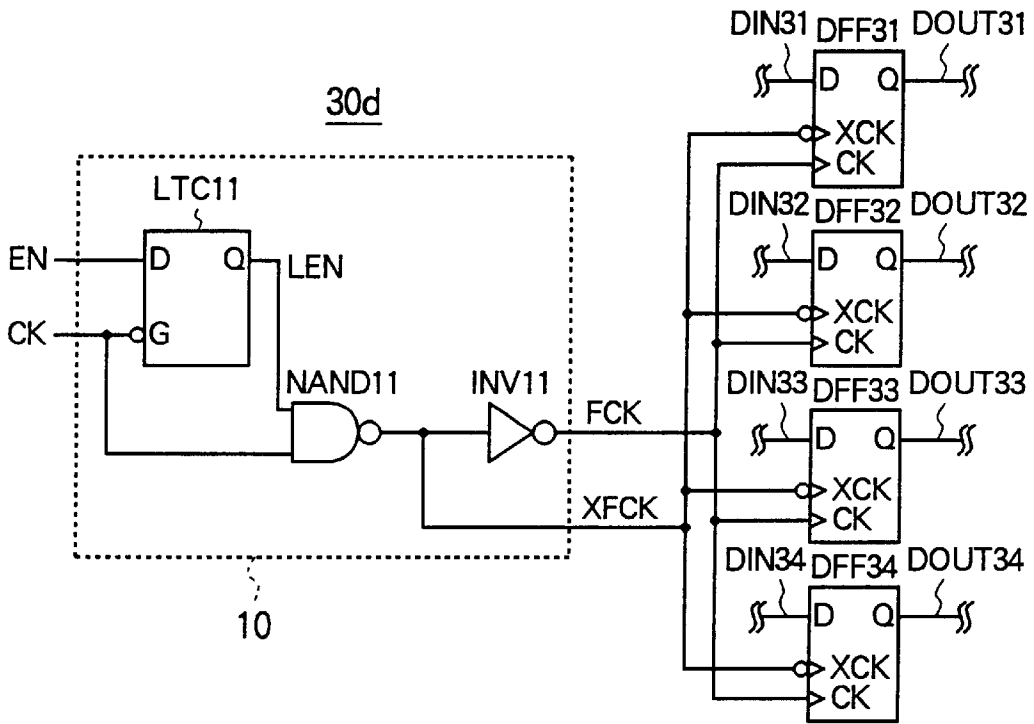 30d
LTC11
EN
D
Q
LEN
CK
G
NAND11
INV11
FCK
XFCK
10
DIN31
DFF31
DOUT31
D
Q
XCK
CK
DIN32
DFF32
DOUT32
D
Q
XCK
CK
DIN33
DFF33
DOUT33
D
Q
XCK
CK
DIN34
DFF34
DOUT34
D
Q
XCK
CK